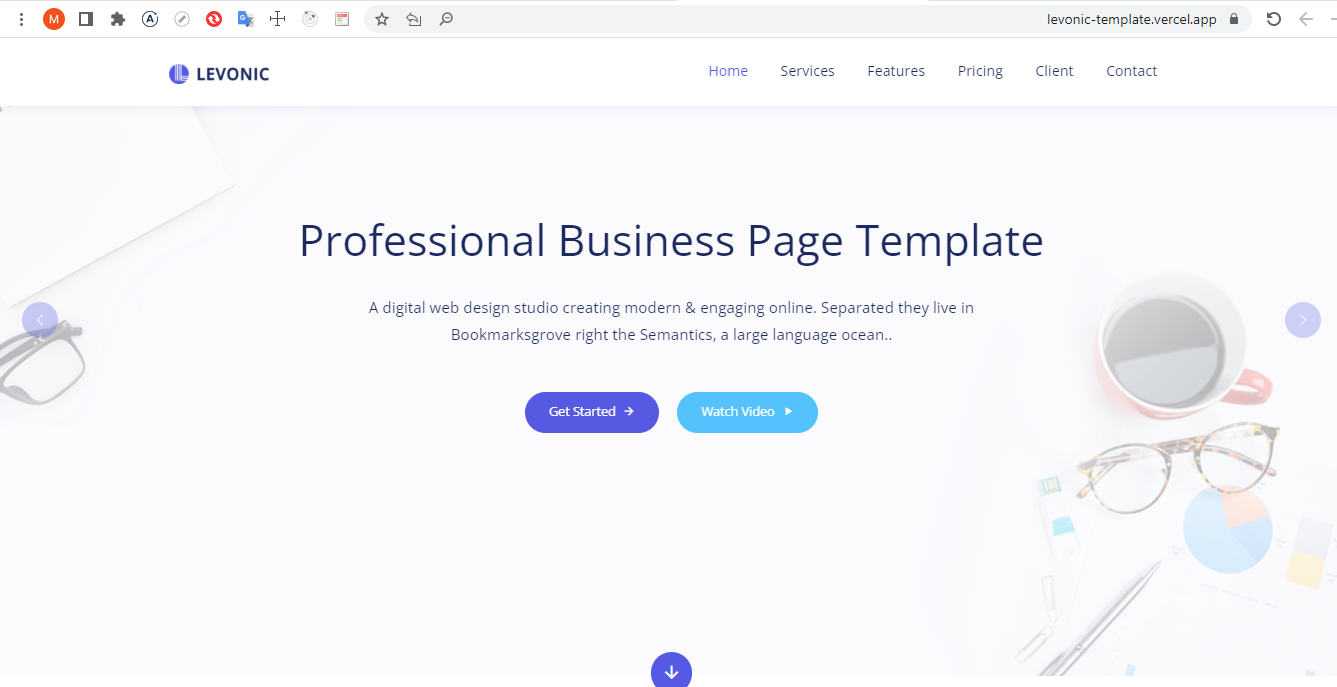 M
levonic-template.vercel.app
LEVONIC
Home Services Features Pricing Client Contact
Professional Business Page Template
A digital web design studio creating modern & engaging online. Separated they live in
Bookmarksgrove right the Semantics, a large language ocean..
Get Started Watch Video